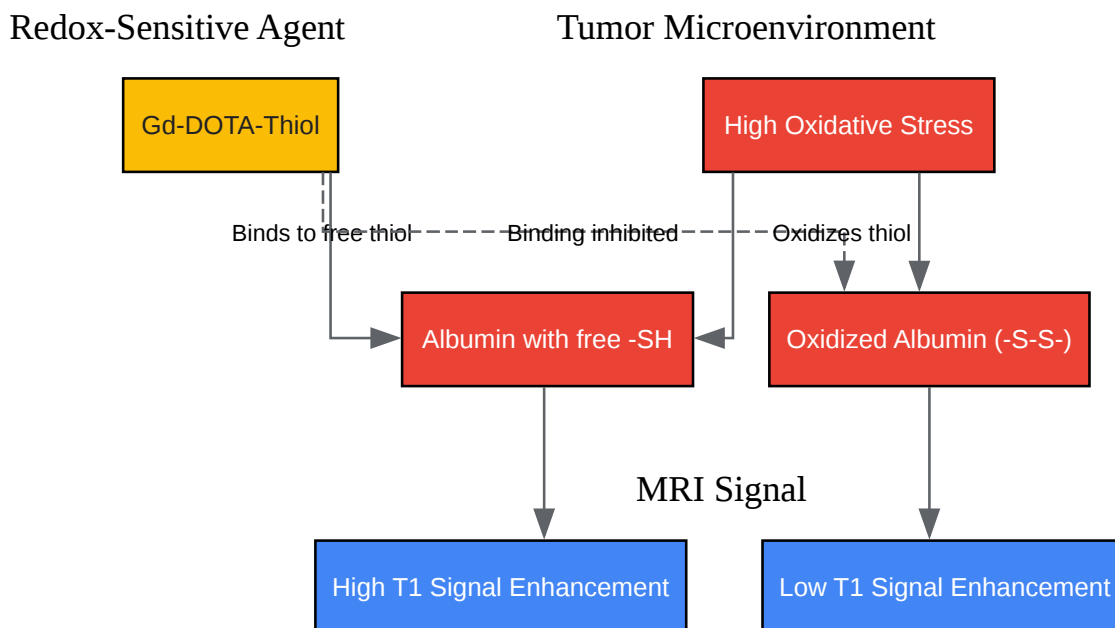 Redox-Sensitive Agent
Tumor Microenvironment
Gd-DOTA-Thiol
High Oxidative Stress
Binds to free thiol
Binding inhibited
Oxidizes thiol
Albumin with free -SH
Oxidized Albumin (-S-S-)
MRI Signal
High T1 Signal Enhancement
Low T1 Signal Enhancement